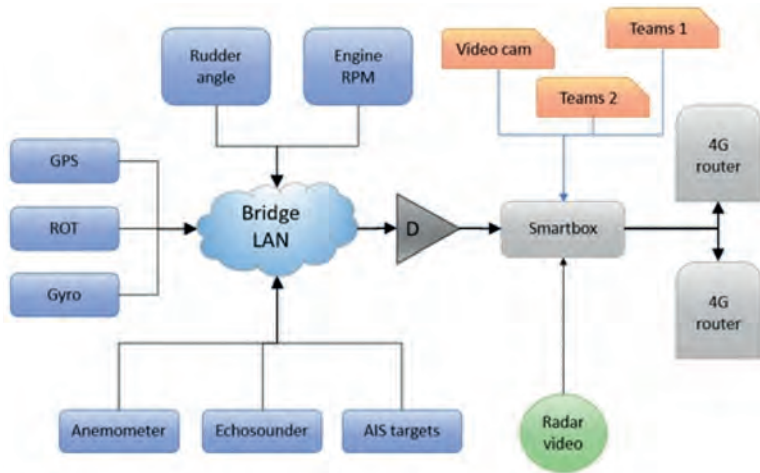 Rudder
angle
Engine
RPM
Video cam
Teams 1
Teams 2
4G
router
GPS
ROT
Gyro
Bridge
LAN
D
Smartbox
4G
router
Anemometer
Echosounder
AIS targets
Radar
video